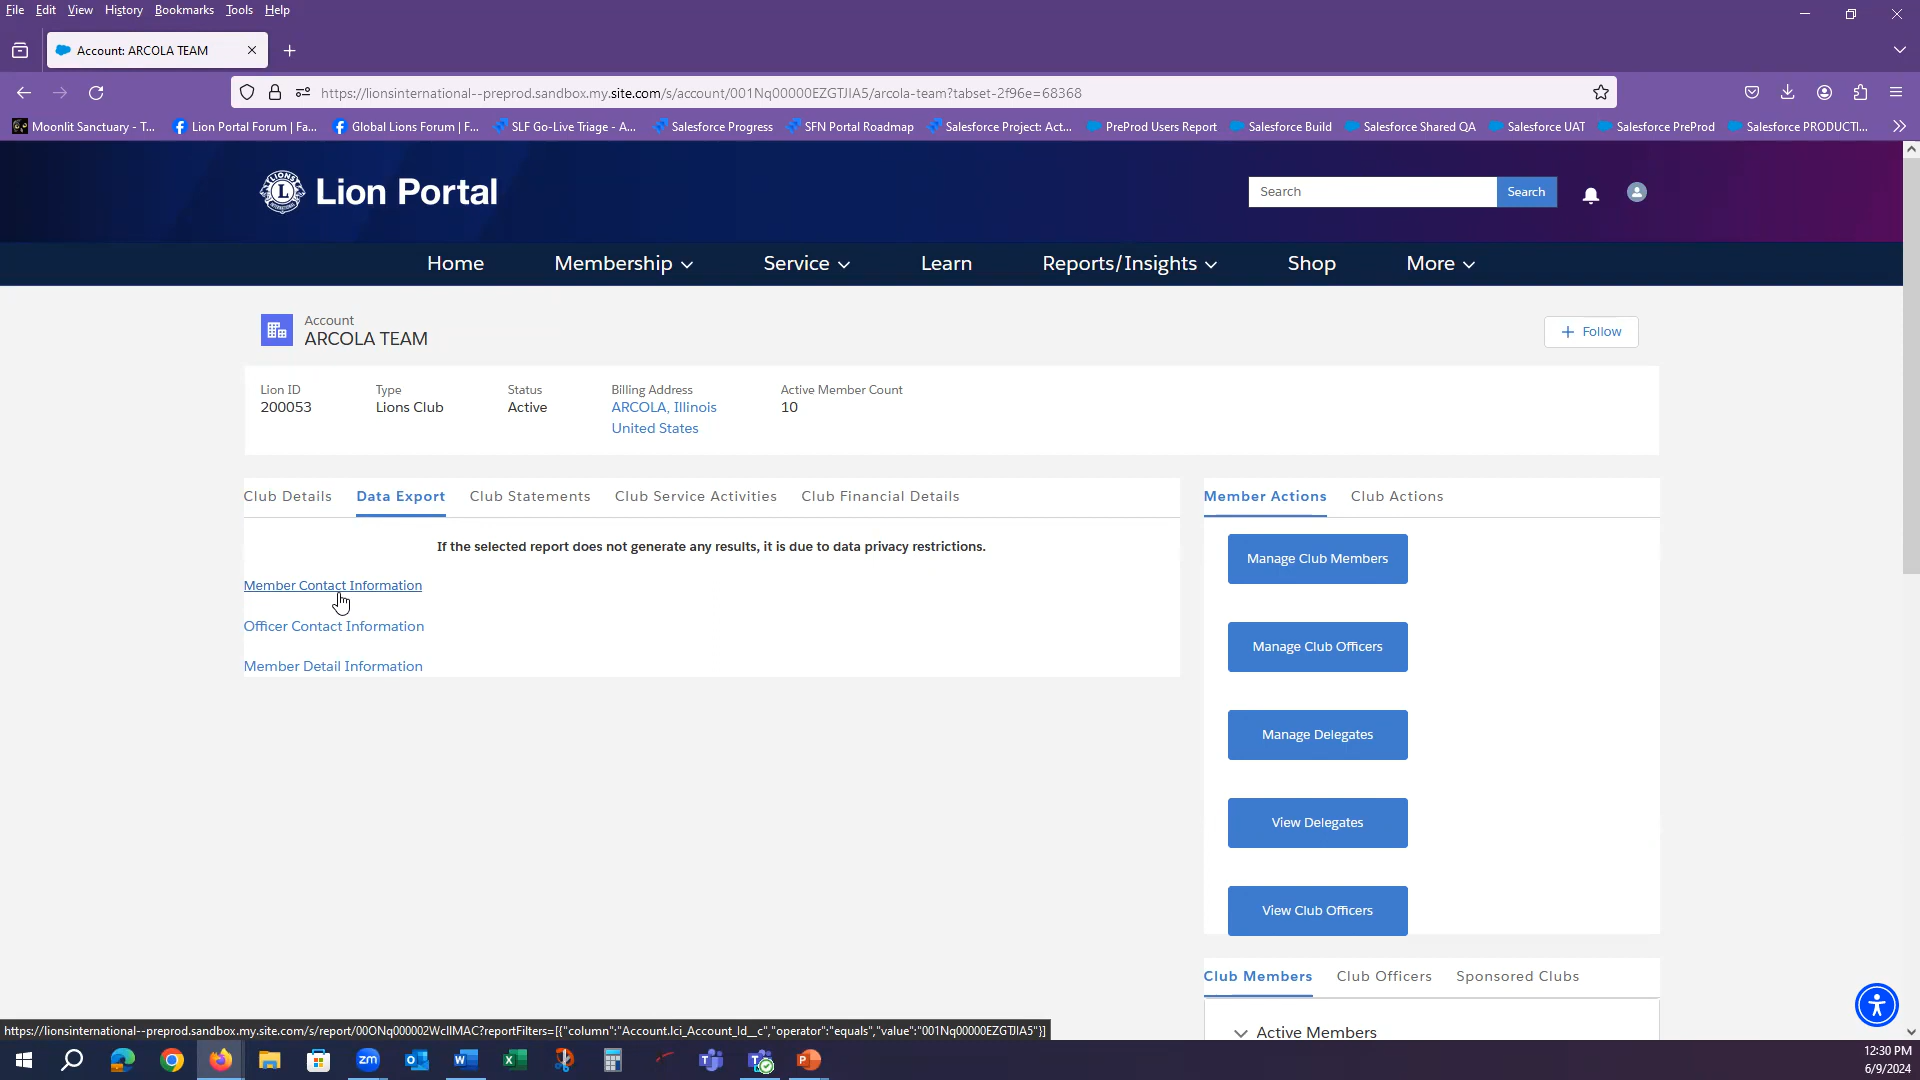 File Edit View History Bookmarks Tools Help
Account: ARCOLA TEAM
https://lionsinternational--preprod.sandbox.my.site.com/s/account/001Nq00000EZGTJIA5/arcola-team?tabset-2f96e=68368
Moonlit Sanctuary - T... Lion Portal Forum | Fa... Global Lions Forum | F... SLF Go-Live Triage - A... Salesforce Progress SFN Portal Roadmap Salesforce Project: Act... PreProd Users Report Salesforce Build Salesforce Shared QA Salesforce UAT Salesforce PreProd Salesforce PRODUCTI...
Lion Portal
Search Search
Home Membership Service Learn Reports/Insights Shop More
Account
ARCOLA TEAM
Follow
Lion ID Type Status Billing Address Active Member Count
200053 Lions Club Active ARCOLA, Illinois 10
United States
Club Details Data Export Club Statements Club Service Activities Club Financial Details
Member Actions Club Actions
If the selected report does not generate any results, it is due to data privacy restrictions.
Member Contact Information
Officer Contact Information
Member Detail Information
Manage Club Members
Manage Club Officers
Manage Delegates
View Delegates
View Club Officers
Club Members Club Officers Sponsored Clubs
Active Members
https://lionsinternational--preprod.sandbox.my.site.com/s/report/00ONq000002WcIlMAC?reportFilters=[{"column":"Account.lci_Account_Id__c","operator":"equals","value":"001Nq00000EZGTJIA5"}]
12:30 PM
6/9/2024